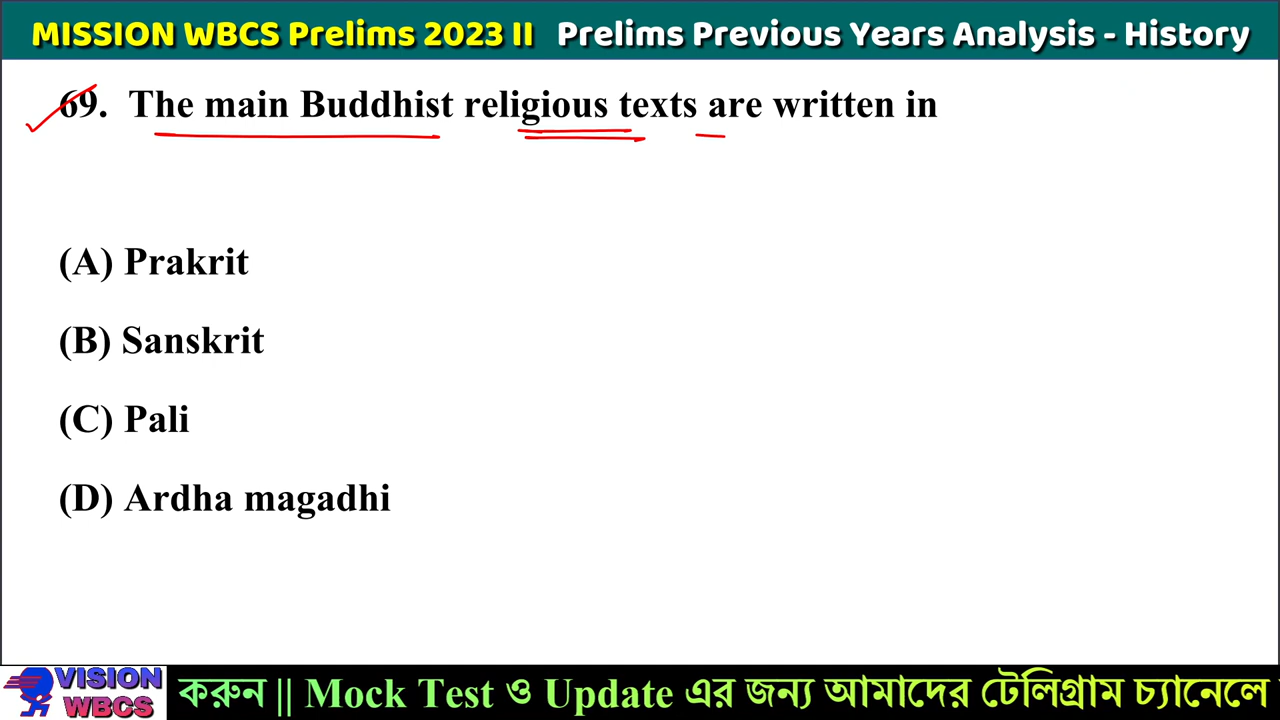 MISSION WBCS Prelims 2023 II Prelims Previous Years Analysis - History
69. The main Buddhist religious texts are written in
(A) Prakrit
(B) Sanskrit
(C) Pali
(D) Ardha magadhi
VISION
WBCS
করুন || Mock Test ও Update এর জন্য আমাদের টেলিগ্রাম চ্যানেলে